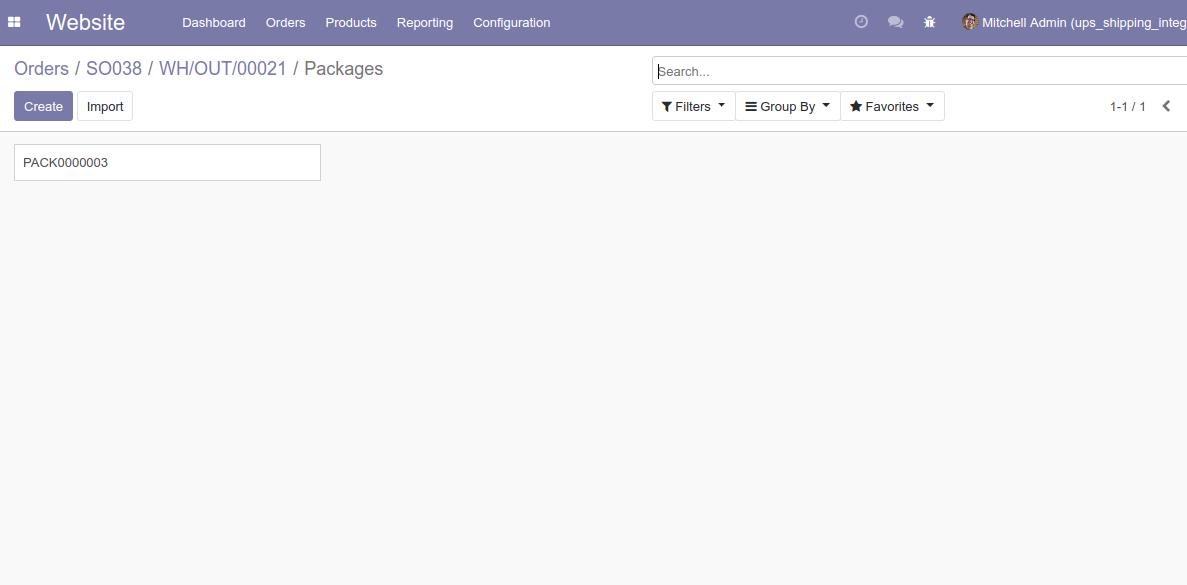 Website Dashboard Orders Products Reporting Configuration Mitchell Admin (ups_shipping_integ
Orders / SO038 / WH/OUT/00021 / Packages
Search...
Create Import Filters Group By Favorites 1-1 / 1
PACK0000003